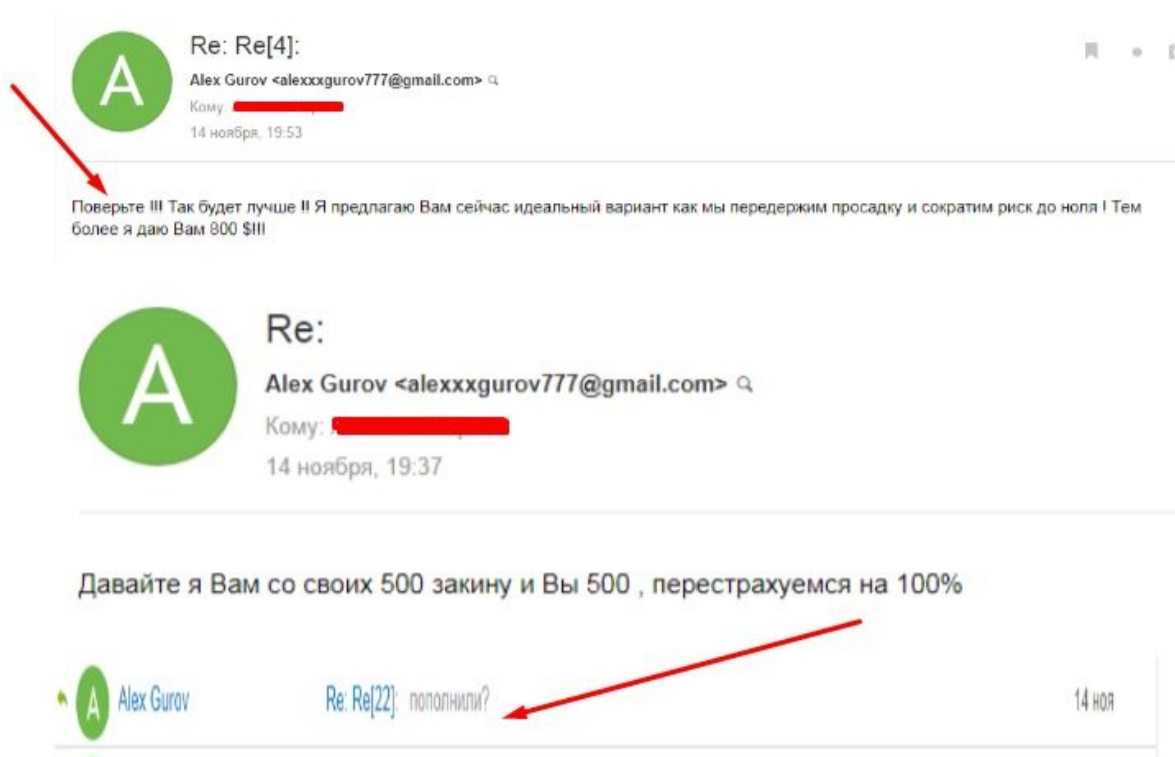 A
Re: Re[4]:
Alex Gurov <alexxxgurov777@gmail.com>
Кому
14 ноября, 19:53
Поверьте !!! Так будет лучше !! Я предлагаю Вам сейчас идеальный вариант как мы передержим просадку и сократим риск до ноля ! Тем
более я даю Вам 800 $!!!
A
Re:
Alex Gurov <alexxxgurov777@gmail.com>
Кому:
14 ноября, 19:37
Давайте я Вам со своих 500 закину и Вы 500 , перестрахуемся на 100%
A Alex Gurov Re: Re[22]: пополнили? 14 ноя